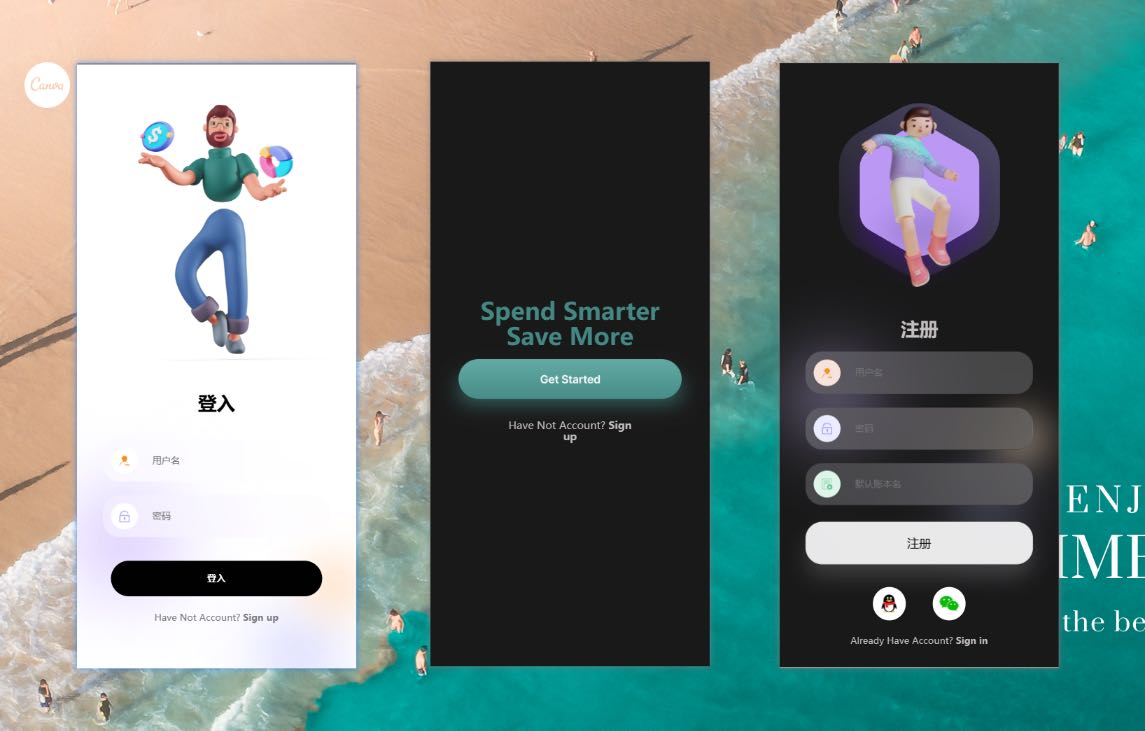 Canva
登入
用户名
密码
登入
Have Not Account? Sign up
Spend Smarter
Save More
Get Started
Have Not Account? Sign
up
注册
用户名
密码
默认账本名
注册
Already Have Account? Sign in
ENJ
IME
the be